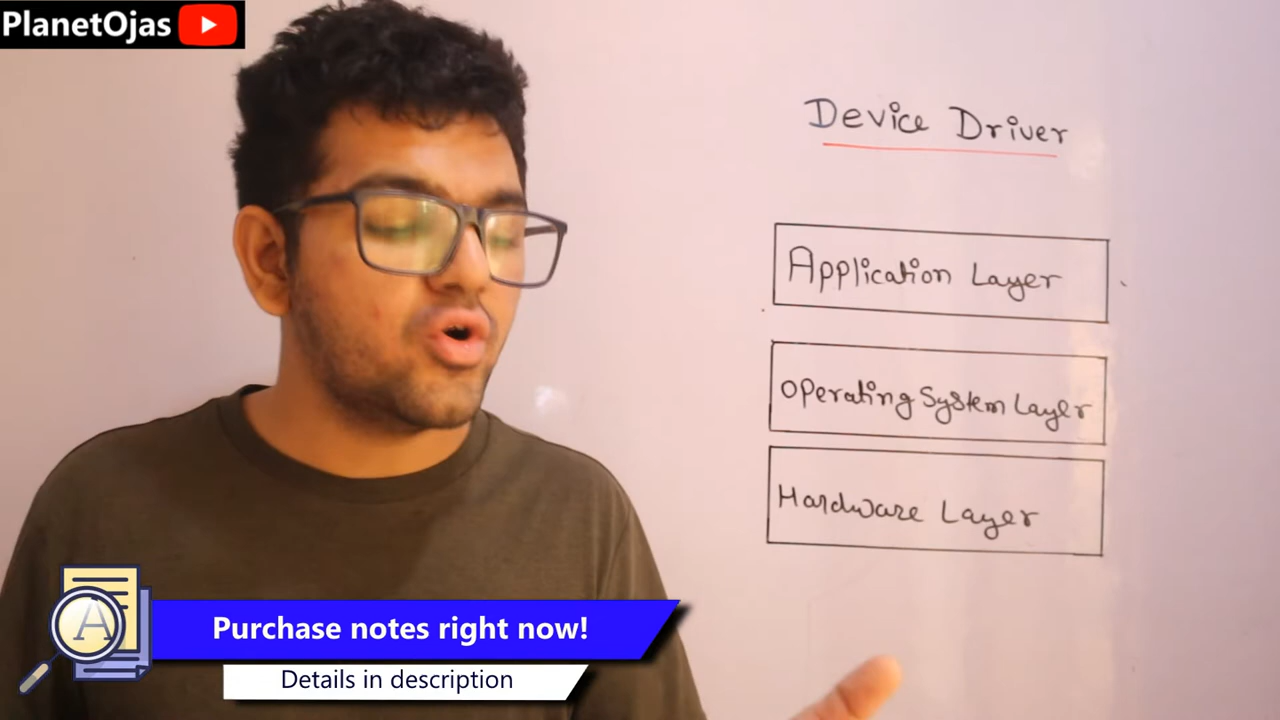 PlanetOjas
Device Driver
Application Layer
Operating System Layer
Hardware Layer
A
Purchase notes right now!
Details in description